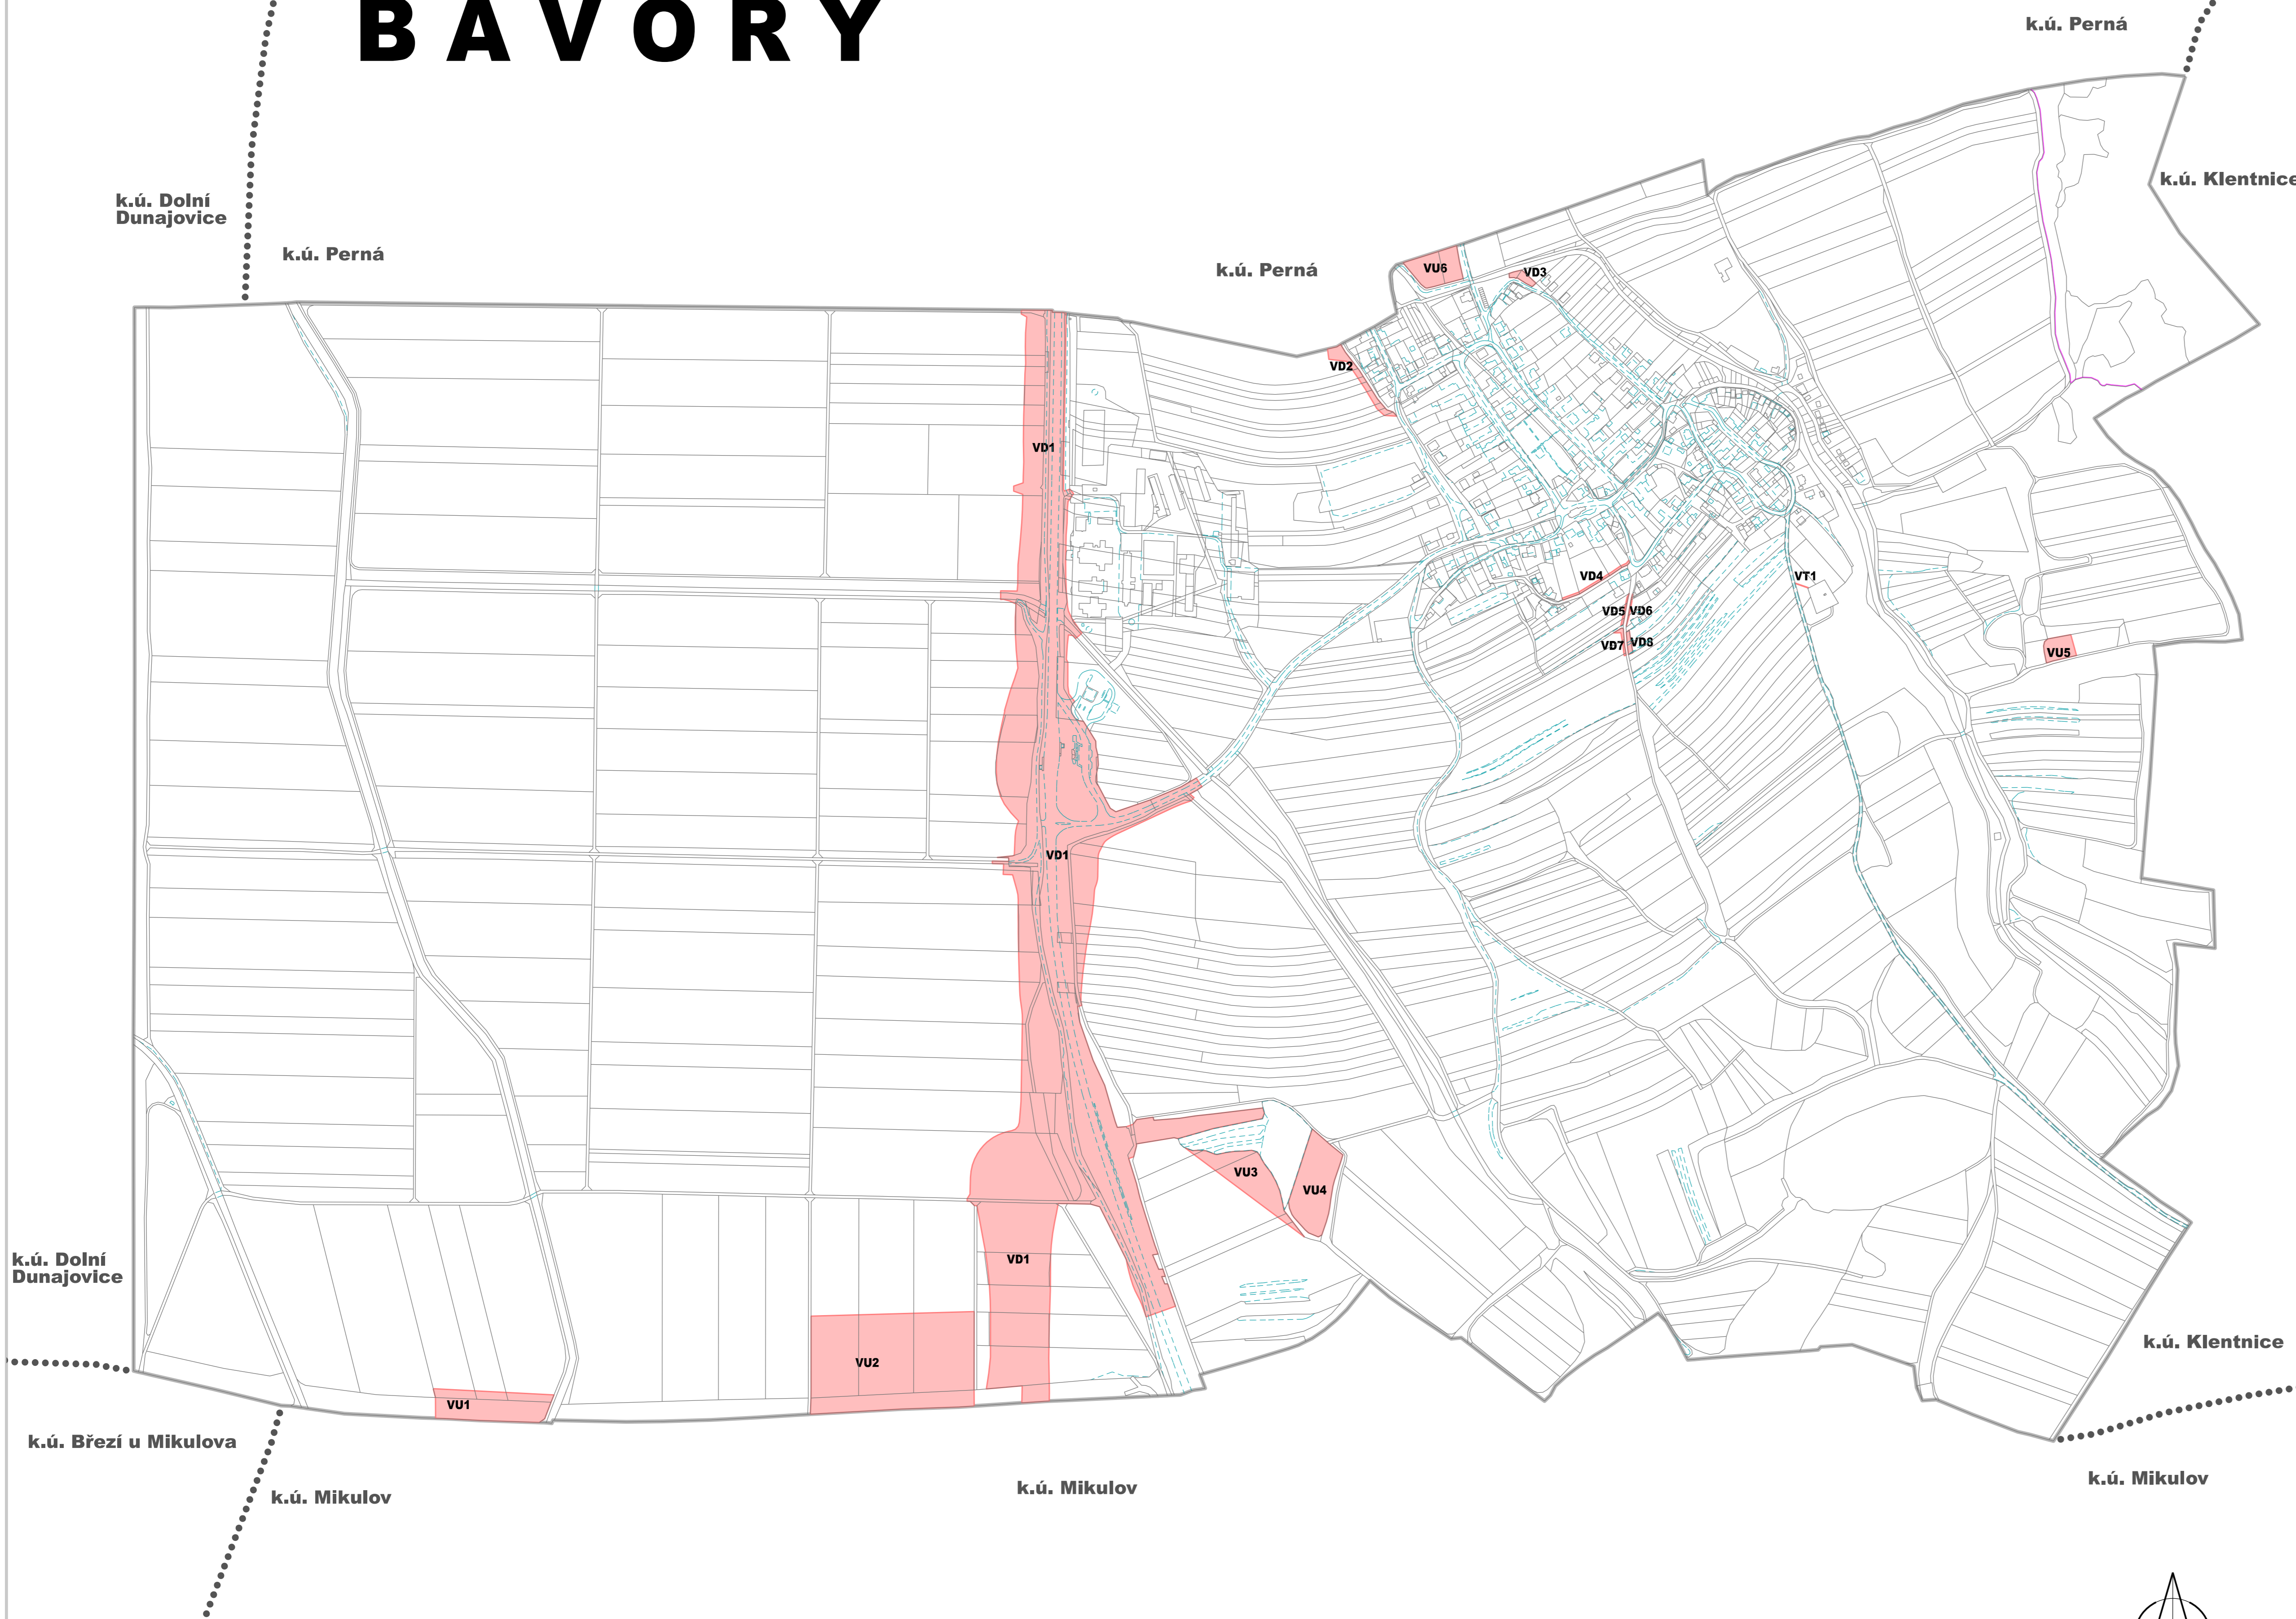 BAVORY
k.ú. Perná
k.ú. Klentnice
k.ú. Dolní
Dunajovice
k.ú. Perná
k.ú. Perná
VU6
VD3
VD2
VD1
VD4
VT1
VD5
VD6
VD7
VD8
VU5
VD1
VU3
VU4
VD1
k.ú. Dolní
Dunajovice
VU2
VU1
k.ú. Klentnice
k.ú. Březí u Mikulova
k.ú. Mikulov
k.ú. Mikulov
k.ú. Mikulov